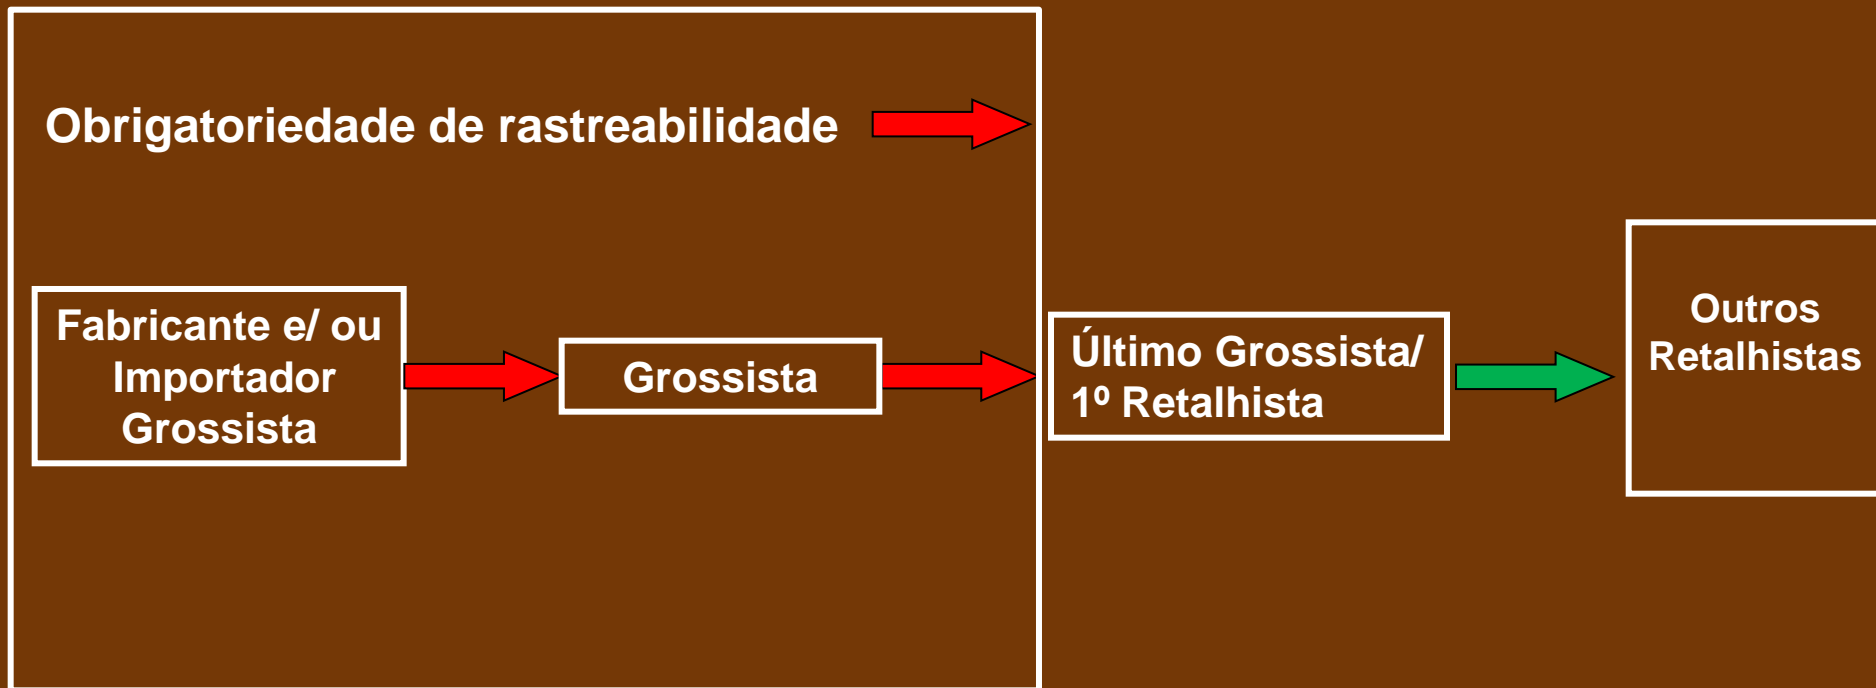 Obrigatoriedade de rastreabilidade
Fabricante e/ ou
Importador
Grossista
Grossista
Último Grossista/
1º Retalhista
Outros
Retalhistas